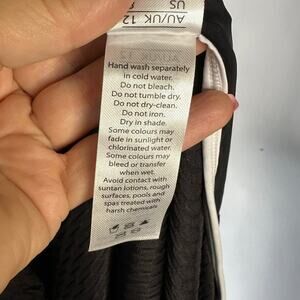 AU/UK 12
US 8
Hand wash separately
in cold water.
Do not bleach.
Do not tumble dry.
Do not dry-clean.
Do not iron.
Dry in shade.
Some colours may
fade in sunlight or
chlorinated water.
Some colours may
bleed or transfer
when wet.
Avoid contact with
suntan lotions, rough
surfaces, pools and
spas treated with
harsh chemicals